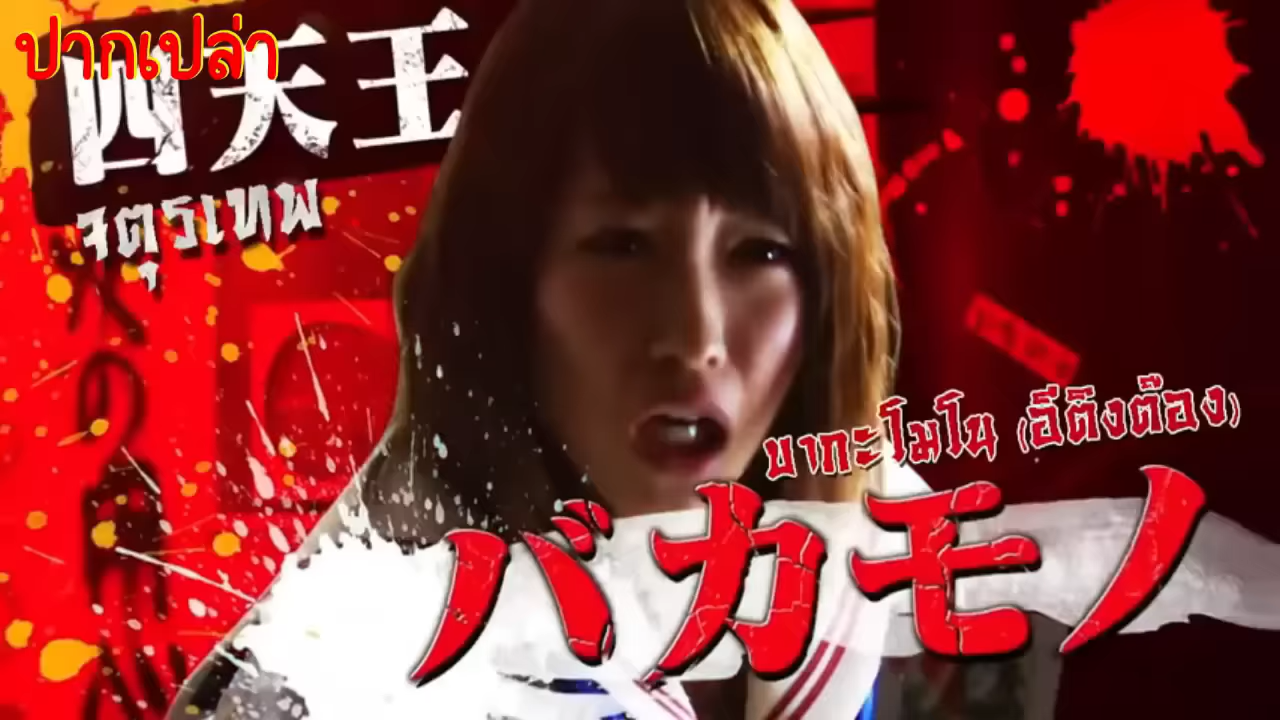 ปากเปล่า
四天王
จตุรเทพ
บากะโมโน (อีติงต๊อง)
バカモノ